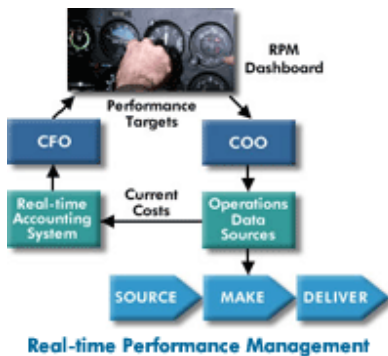 RPM
Dashboard
Performance
Targets
CFO
COO
Real-time
Accounting
System
Current
Costs
Operations
Data
Sources
SOURCE
MAKE
DELIVER
Real-time Performance Management